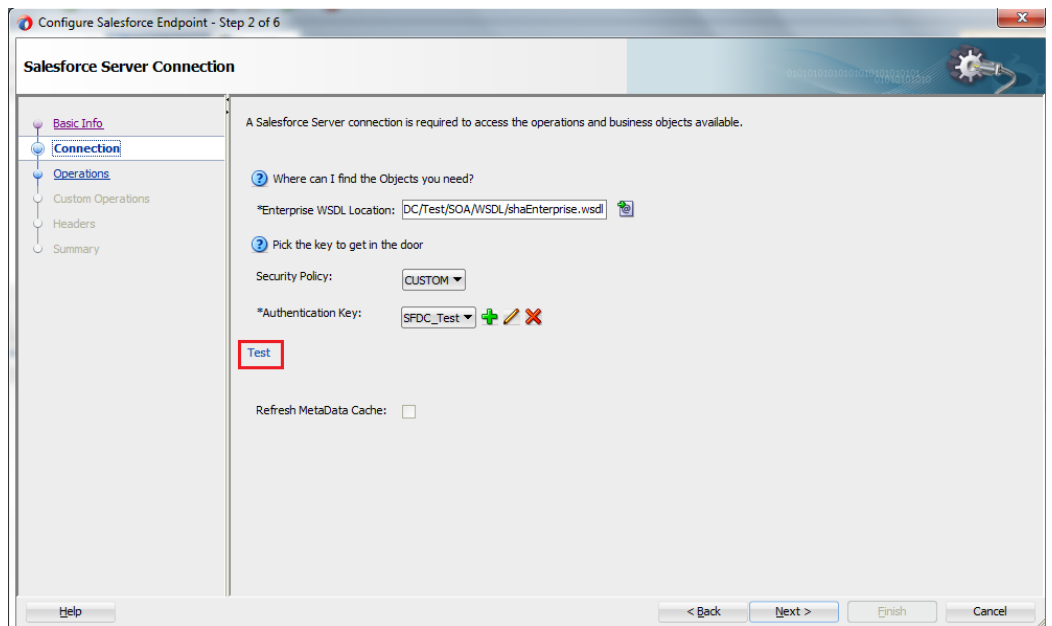 Configure Salesforce Endpoint - Step 2 of 6
x
Salesforce Server Connection
Basic Info
Connection
Operations
Custom Operations
Headers
Summary
A Salesforce Server connection is required to access the operations and business objects available.
? Where can I find the Objects you need?
*Enterprise WSDL Location: DC/Test/SOA/WSDL/shaEnterprise.wsdl
? Pick the key to get in the door
Security Policy: CUSTOM
*Authentication Key: SFDC_Test
Test
Refresh MetaData Cache:
Help
< Back Next > Finish Cancel